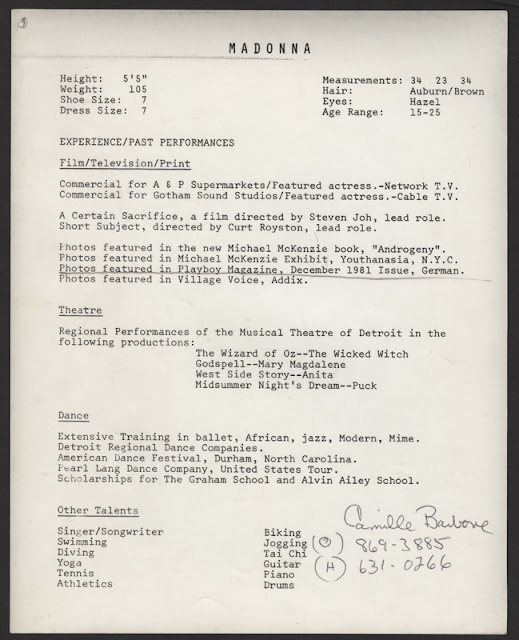 MADONNA
Height: 5'5"
Weight: 105
Shoe Size: 7
Dress Size: 7
Measurements: 34 23 34
Hair: Auburn/Brown
Eyes: Hazel
Age Range: 15-25
EXPERIENCE/PAST PERFORMANCES
Film/Television/Print
Commercial for A & P Supermarkets/Featured actress.-Network T.V.
Commercial for Gotham Sound Studios/Featured actress.-Cable T.V.
A Certain Sacrifice, a film directed by Steven Joh, lead role.
Short Subject, directed by Curt Royston, lead role.
Photos featured in the new Michael McKenzie book, "Androgeny".
Photos featured in Michael McKenzie Exhibit, Youthanasia, N.Y.C.
Photos featured in Playboy Magazine, December 1981 Issue, German.
Photos featured in Village Voice, Addix.
Theatre
Regional Performances of the Musical Theatre of Detroit in the
following productions:
The Wizard of Oz--The Wicked Witch
Godspell--Mary Magdalene
West Side Story--Anita
Midsummer Night's Dream--Puck
Dance
Extensive Training in ballet, African, jazz, Modern, Mime.
Detroit Regional Dance Companies.
American Dance Festival, Durham, North Carolina.
Pearl Lang Dance Company, United States Tour.
Scholarships for The Graham School and Alvin Ailey School.
Other Talents
Singer/Songwriter
Swimming
Diving
Yoga
Tennis
Athletics
Biking
Jogging
Tai Chi
Guitar
Piano
Drums
Camille Barbone
869-3885
(H) 631-0266